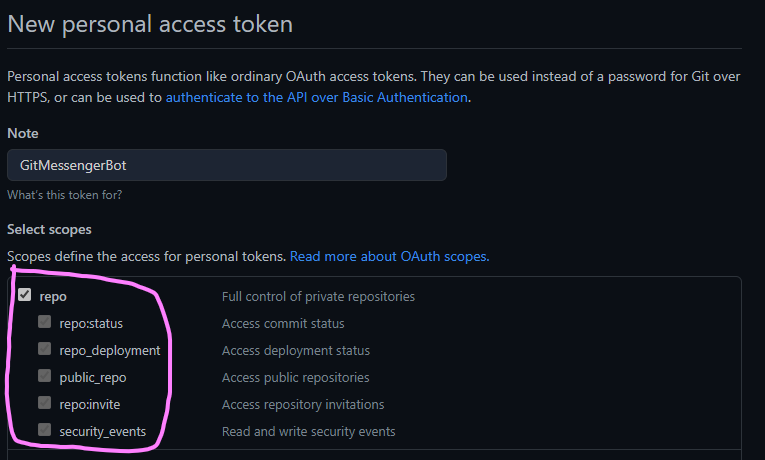 New personal access token
Personal access tokens function like ordinary OAuth access tokens. They can be used instead of a password for Git over
HTTPS, or can be used to authenticate to the API over Basic Authentication.
Note
GitMessengerBot
What's this token for?
Select scopes
Scopes define the access for personal tokens. Read more about OAuth scopes.
repo Full control of private repositories
repo:status Access commit status
repo_deployment Access deployment status
public_repo Access public repositories
repo:invite Access repository invitations
security_events Read and write security events